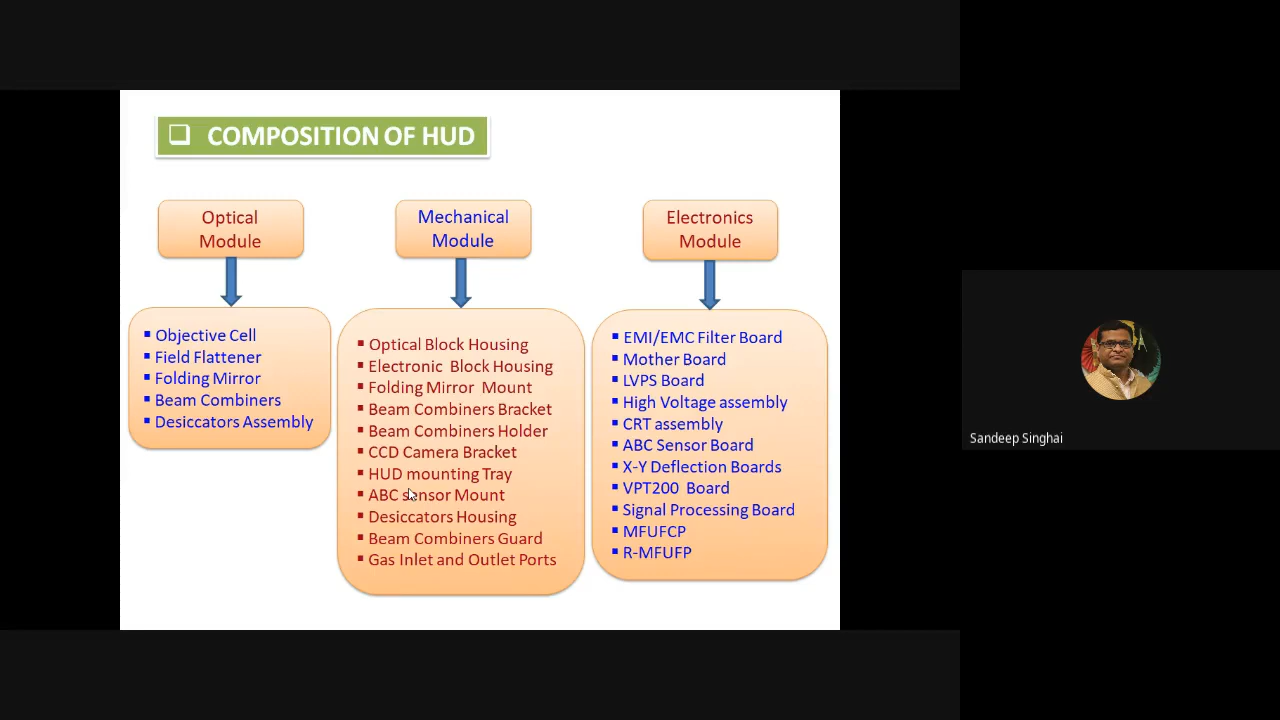 COMPOSITION OF HUD
Optical
Module
Objective Cell
Field Flattener
Folding Mirror
Beam Combiners
Desiccators Assembly
Mechanical
Module
Optical Block Housing
Electronic Block Housing
Folding Mirror Mount
Beam Combiners Bracket
Beam Combiners Holder
CCD Camera Bracket
HUD mounting Tray
ABC sensor Mount
Desiccators Housing
Beam Combiners Guard
Gas Inlet and Outlet Ports
Electronics
Module
EMI/EMC Filter Board
Mother Board
LVPS Board
High Voltage assembly
CRT assembly
ABC Sensor Board
X-Y Deflection Boards
VPT200 Board
Signal Processing Board
MFUFCP
R-MFUFP
Sandeep Singhai